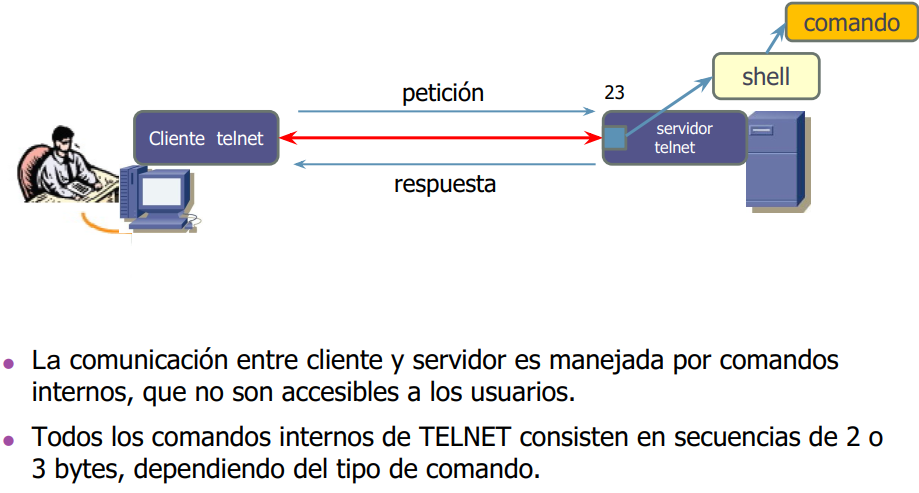 comando
shell
petición
23
Cliente telnet
servidor
telnet
respuesta
La comunicación entre cliente y servidor es manejada por comandos
internos, que no son accesibles a los usuarios.
Todos los comandos internos de TELNET consisten en secuencias de 2 o
3 bytes, dependiendo del tipo de comando.